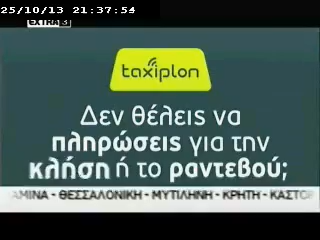 25/10/13 21:37:54
EXTRA 3
taxiplon
Δεν θέλεις να
πληρώσεις για την
κλήση ή το ραντεβού;
ΑΜΙΝΑ - ΘΕΣΣΑΛΟΝΙΚΗ - ΜΥΤΙΛΗΝΗ - ΚΡΗΤΗ - ΚΑΣΤΟΡ